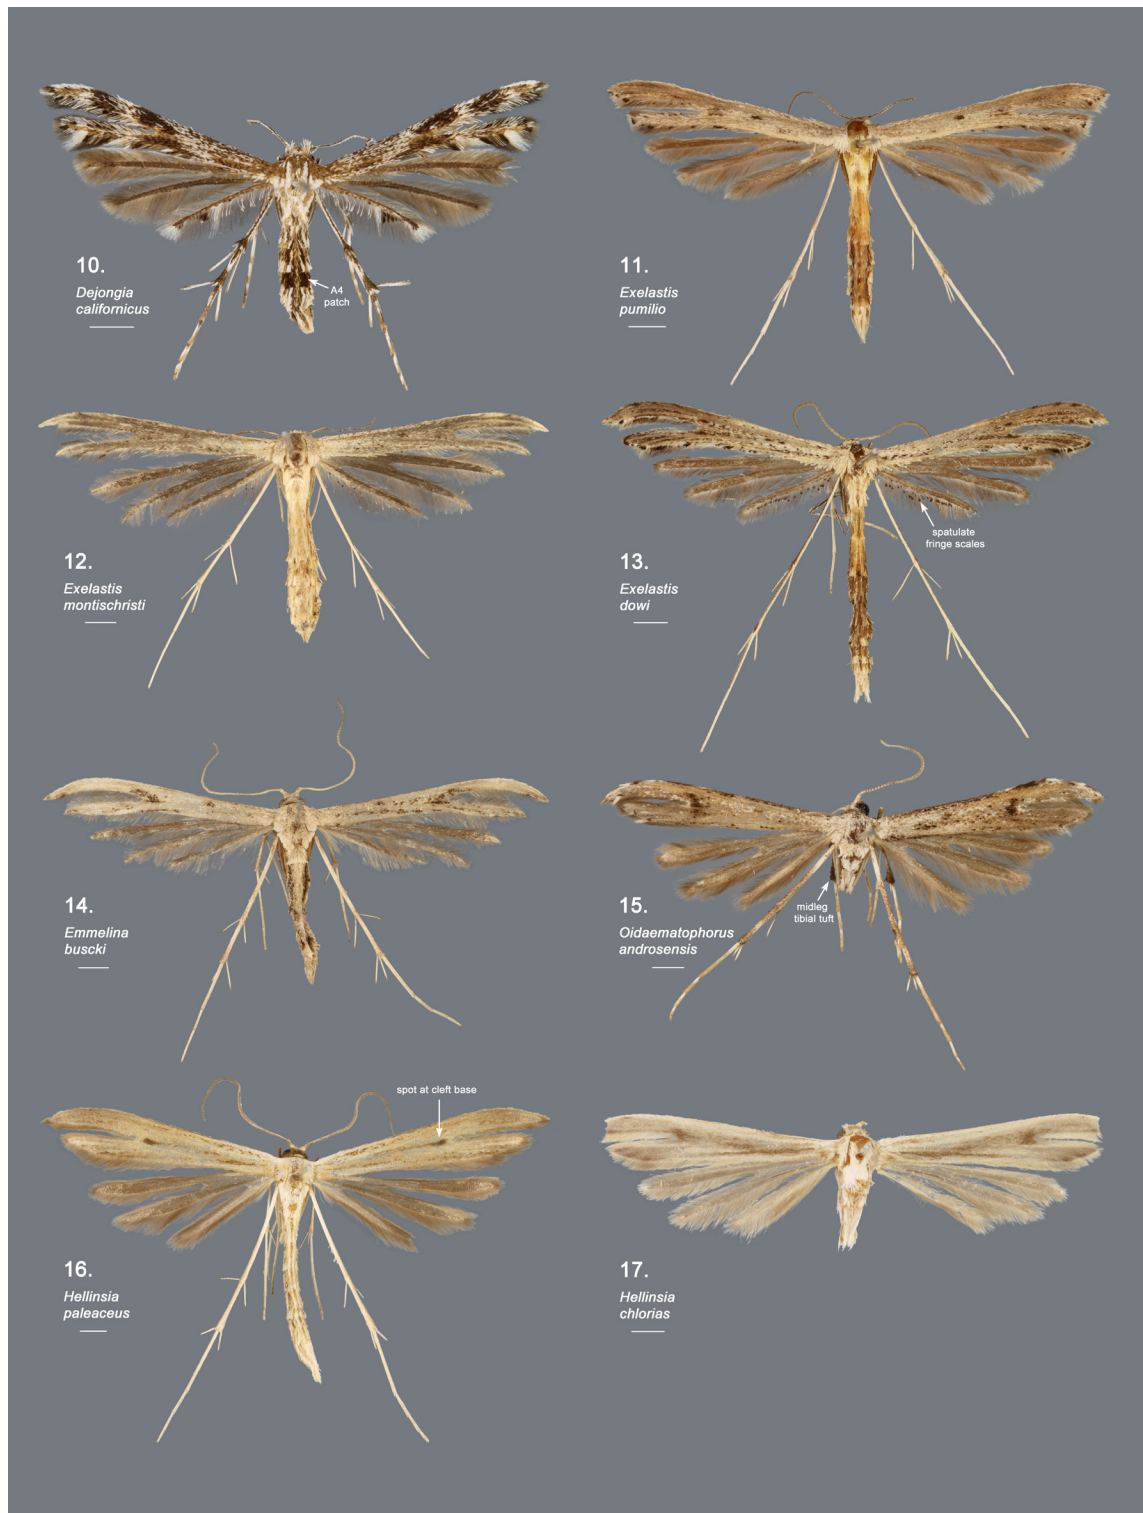 10.
Dejongia
californicus
A4
patch
11.
Exelastis
pumilio
12.
Exelastis
montischristi
spatulate
fringe scales
13.
Exelastis
dowi
14.
Emmelina
buscki
midleg
tibial tuft
15.
Oidaematophorus
androsensis
spot at cleft base
16.
Hellinsia
paleaceus
17.
Hellinsia
chlorias